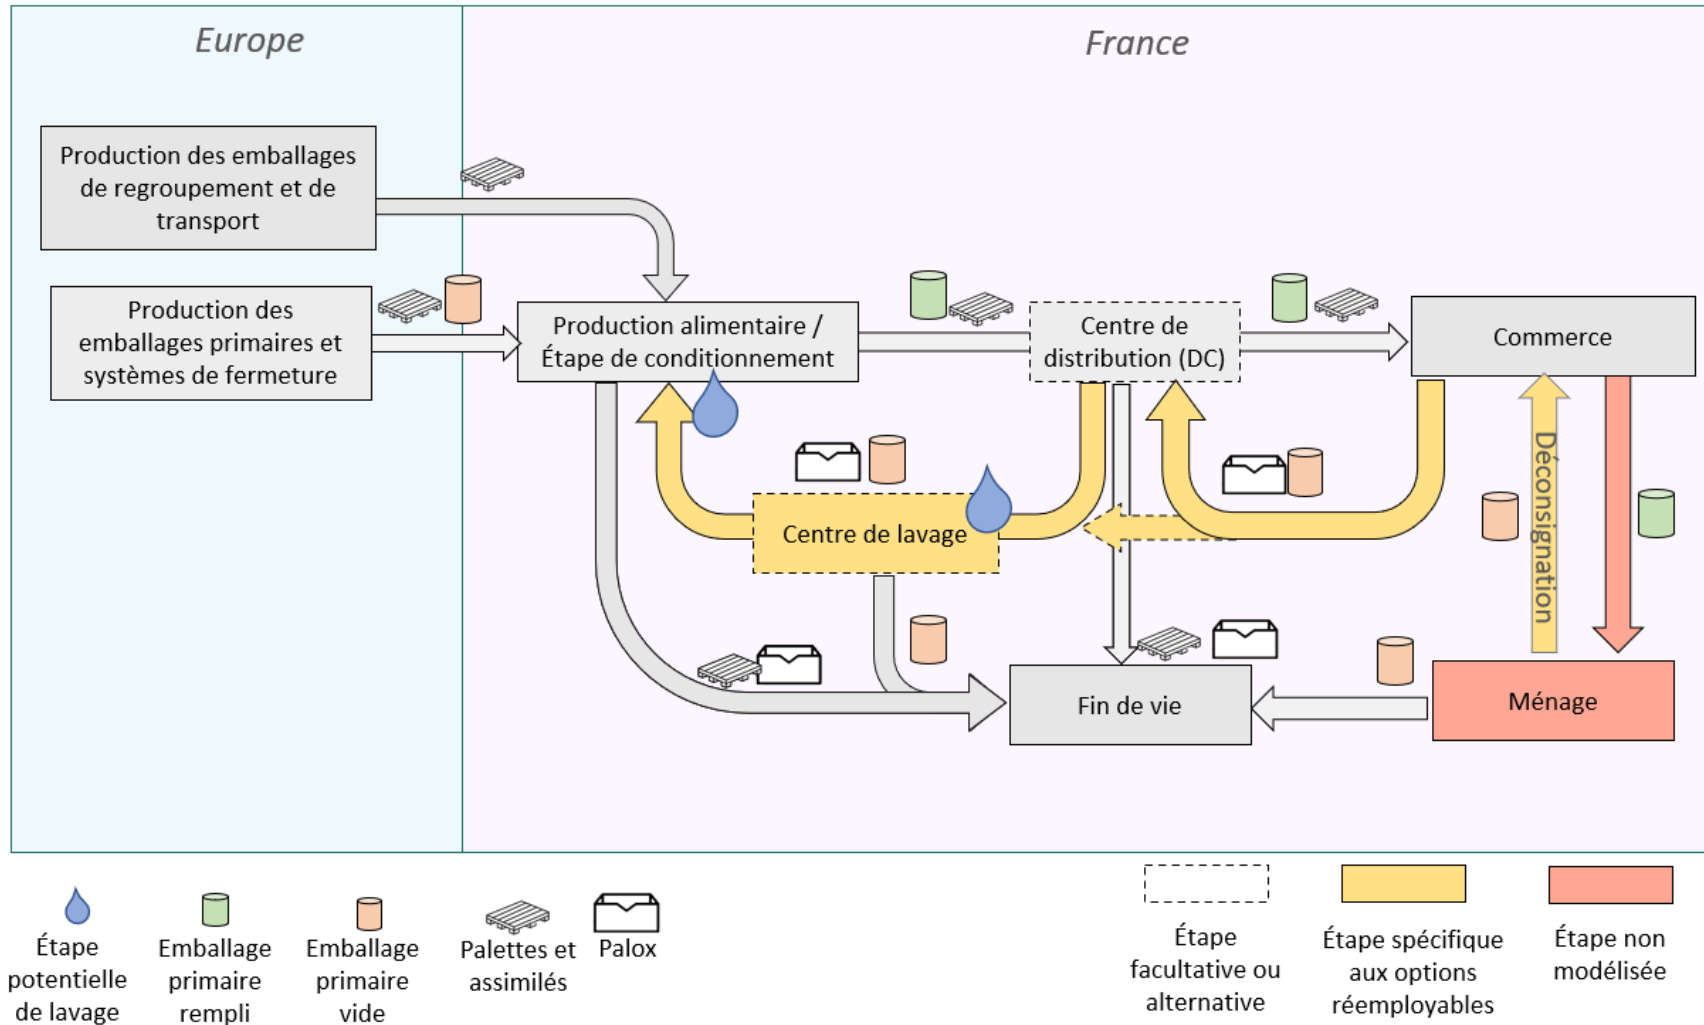 Europe
France
Production des emballages
de regroupement et de
transport
Production des
emballages primaires et
systèmes de fermeture
Production alimentaire /
Étape de conditionnement
Centre de
distribution (DC)
Commerce
Centre de lavage
Déconsignation
Fin de vie
Ménage
Étape
potentielle
de lavage
Emballage
primaire
rempli
Emballage
primaire
vide
Palettes et
assimilés
Palox
Étape
facultative ou
alternative
Étape spécifique
aux options
réemployables
Étape non
modélisée